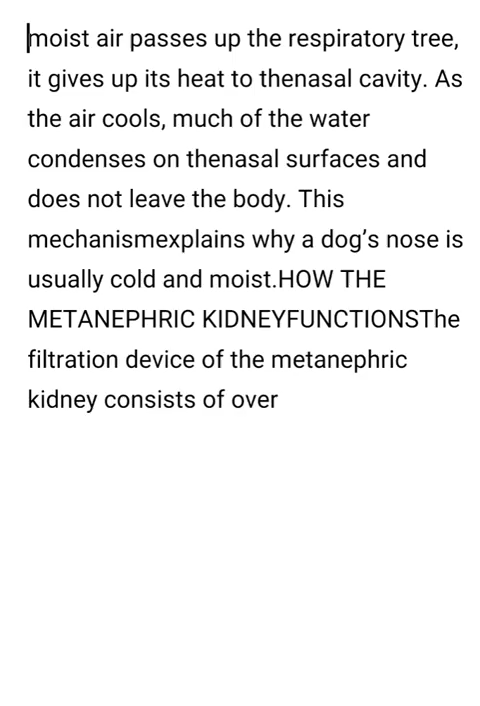 moist air passes up the respiratory tree,
it gives up its heat to thenasal cavity. As
the air cools, much of the water
condenses on thenasal surfaces and
does not leave the body. This
mechanismexplains why a dog’s nose is
usually cold and moist.HOW THE
METANEPHRIC KIDNEYFUNCTIONSThe
filtration device of the metanephric
kidney consists of over